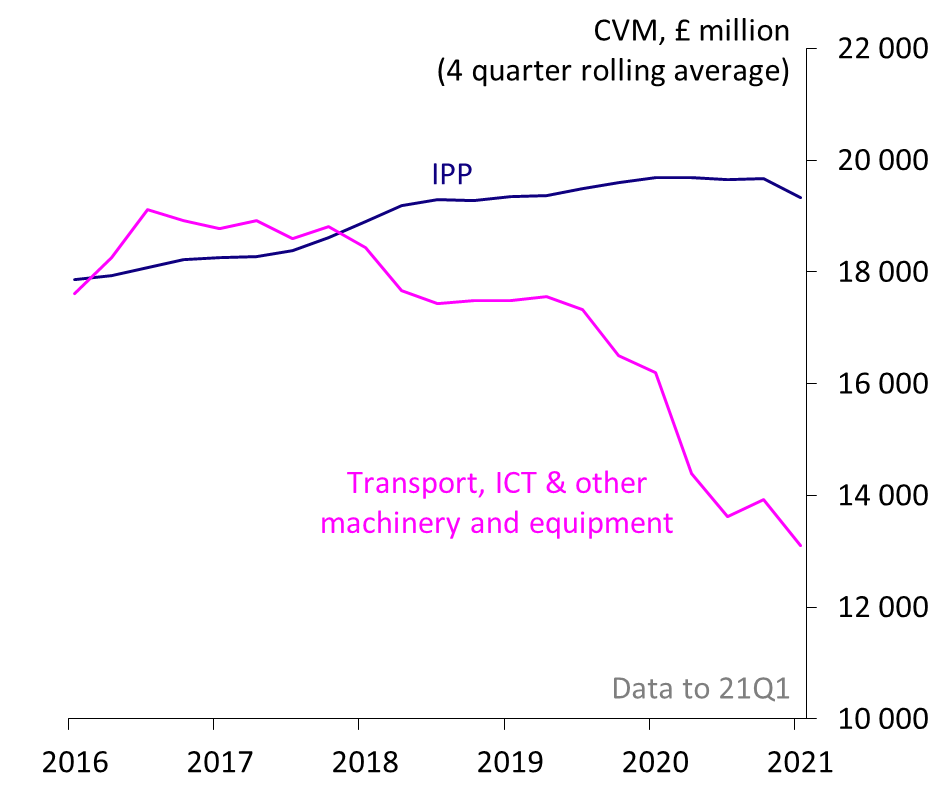 CVM, £ million
(4 quarter rolling average)
22 000
20 000
IPP
18 000
16 000
Transport, ICT & other
machinery and equipment
14 000
12 000
Data to 21Q1
10 000
2016 2017 2018 2019 2020 2021